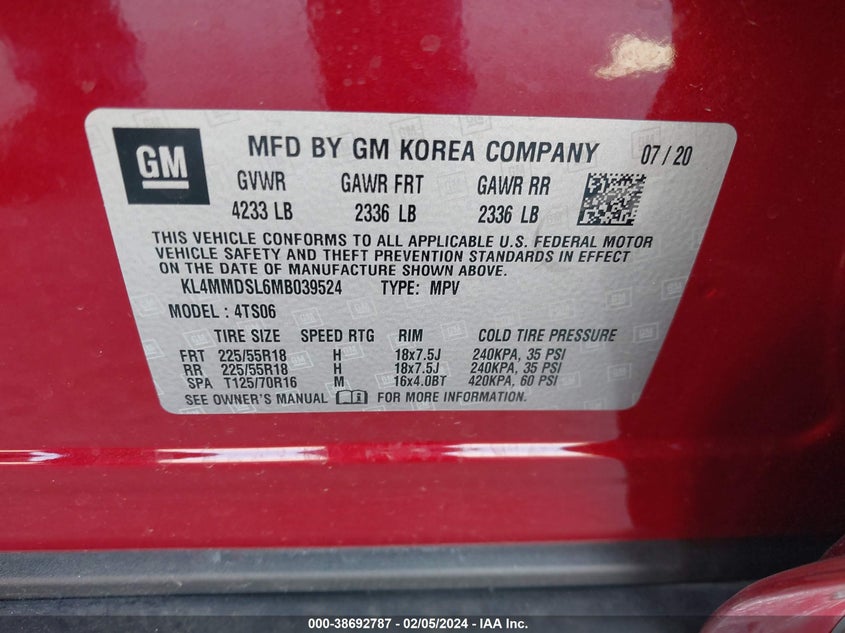 GM MFD BY GM KOREA COMPANY 07 / 20
GVWR GAWR FRT GAWR RR
4233 LB 2336 LB 2336 LB
THIS VEHICLE CONFORMS TO ALL APPLICABLE U.S. FEDERAL MOTOR
VEHICLE SAFETY AND THEFT PREVENTION STANDARDS IN EFFECT
ON THE DATE OF MANUFACTURE SHOWN ABOVE.
KL4MMDSL6MB039524 TYPE: MPV
MODEL : 4TS06
TIRE SIZE SPEED RTG RIM COLD TIRE PRESSURE
FRT 225/55R18 H 18x7.5J 240KPA, 35 PSI
RR 225/55R18 H 18x7.5J 240KPA, 35 PSI
SPA T125/70R16 M 16x4.0BT 420KPA, 60 PSI
SEE OWNER'S MANUAL FOR MORE INFORMATION.
000-38692787 - 02/05/2024 - IAA Inc.